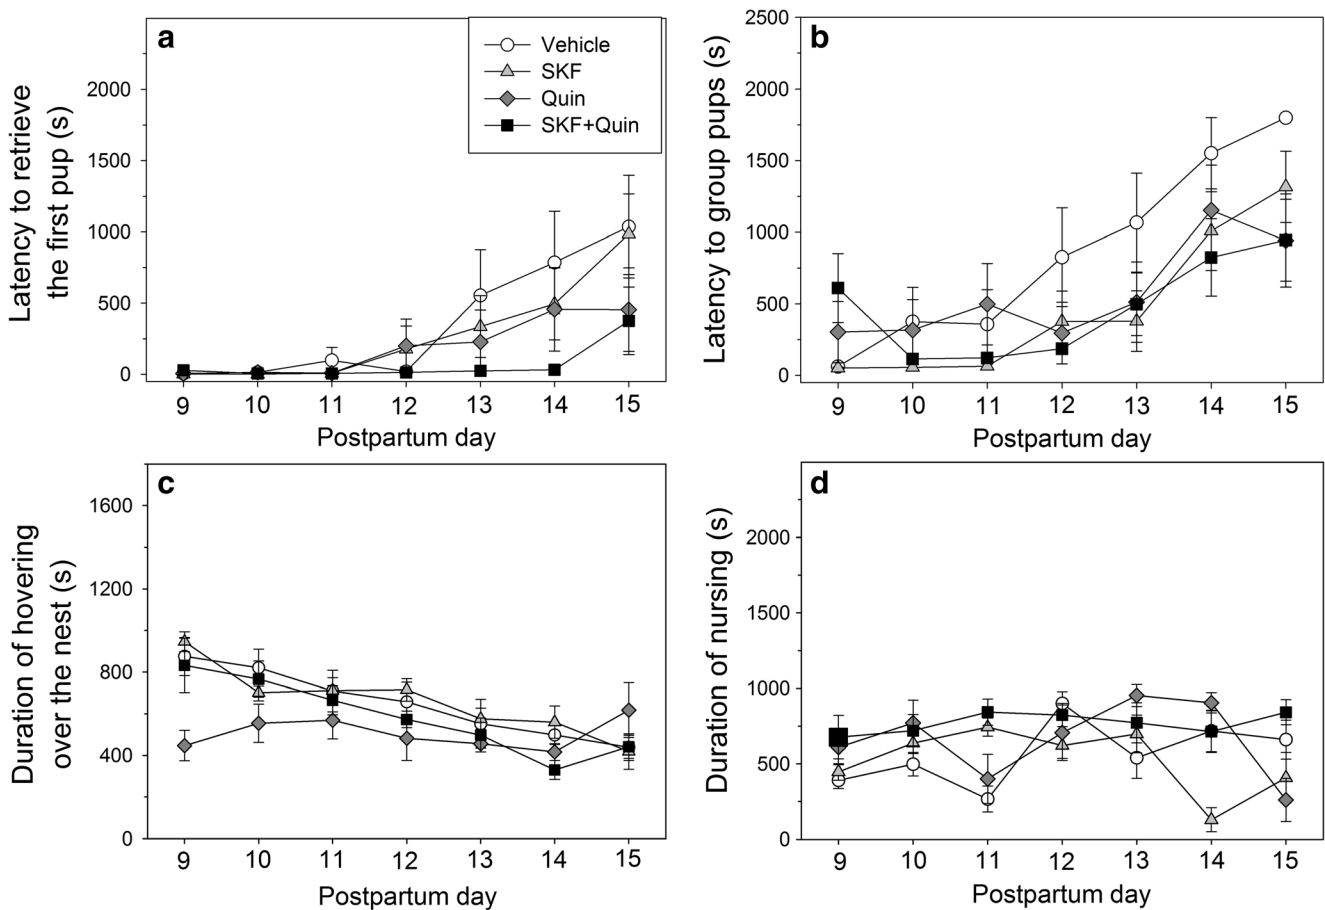 a
Latency to retrieve
the first pup (s)
2000
1500
1000
500
0
Vehicle
SKF
Quin
SKF+Quin
9 10 11 12 13 14 15
Postpartum day
b
Latency to group pups (s)
2500
2000
1500
1000
500
0
9 10 11 12 13 14 15
Postpartum day
c
Duration of hovering
over the nest (s)
1600
1200
800
400
0
9 10 11 12 13 14 15
Postpartum day
d
Duration of nursing (s)
2000
1500
1000
500
0
9 10 11 12 13 14 15
Postpartum day